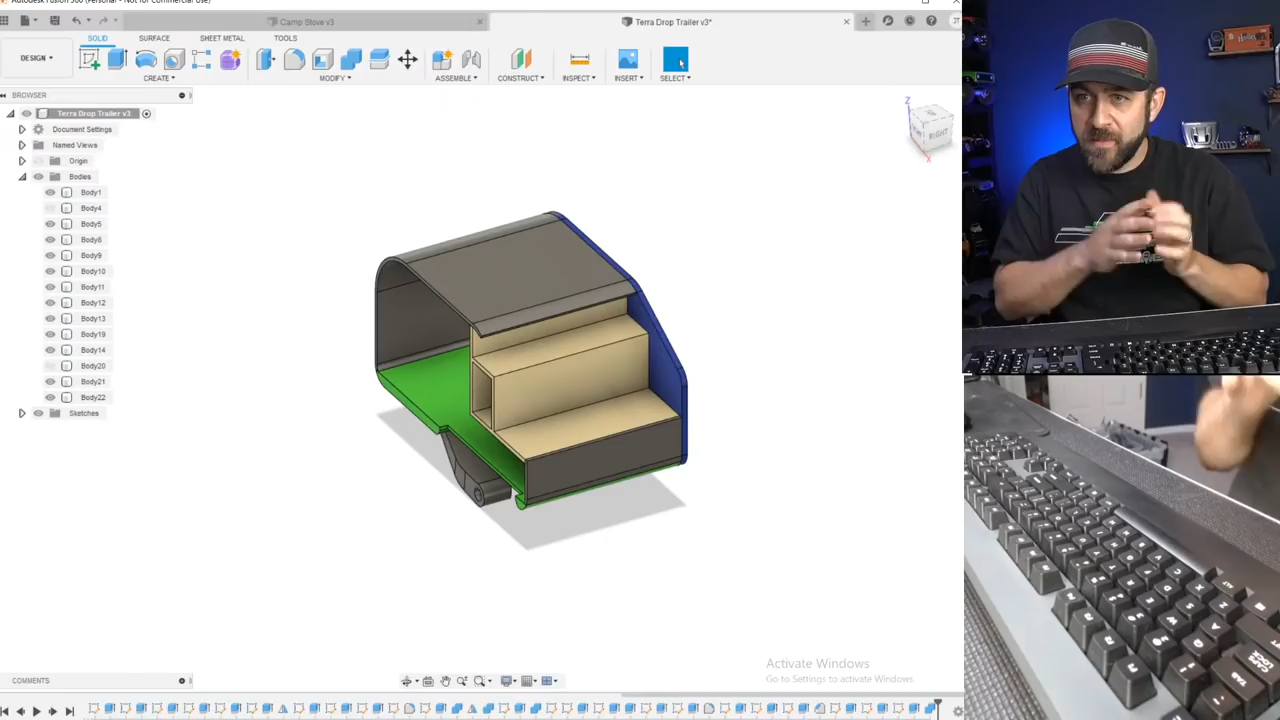 Autodesk Fusion 360 (Personal - Not for Commercial Use)
Camp Stove v3
Terra Drop Trailer v3*
JT
SOLID
SURFACE
SHEET METAL
TOOLS
DESIGN
CREATE
MODIFY
ASSEMBLE
CONSTRUCT
INSPECT
INSERT
SELECT
BROWSER
Terra Drop Trailer v3
Document Settings
Named Views
Origin
Bodies
Body1
Body4
Body5
Body8
Body9
Body10
Body11
Body12
Body13
Body19
Body14
Body20
Body21
Body22
Sketches
Z
RIGHT
X
Activate Windows
Go to Settings to activate Windows.
COMMENTS